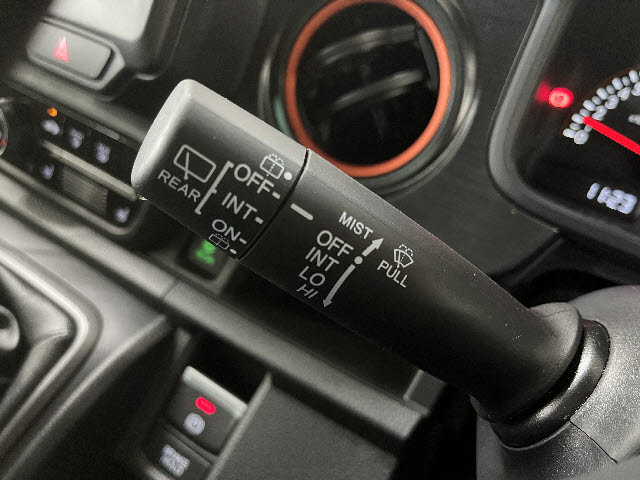 REAR
OFF
INT
ON
MIST
OFF
INT
LO
HI
PULL